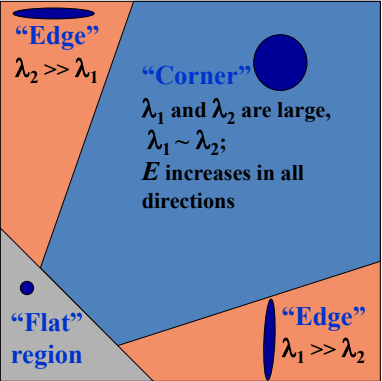 “Edge”
λ₂ >> λ₁
“Corner”
λ₁ and λ₂ are large,
λ₁ ~ λ₂;
E increases in all
directions
“Edge”
λ₁ >> λ₂
“Flat”
region